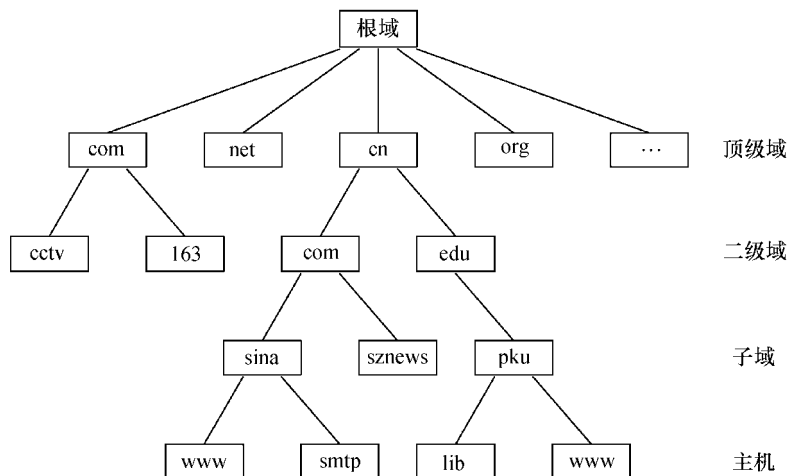 根域
com net cn org … 顶级域
cctv 163 com edu 二级域
sina sznews pku 子域
www smtp lib www 主机